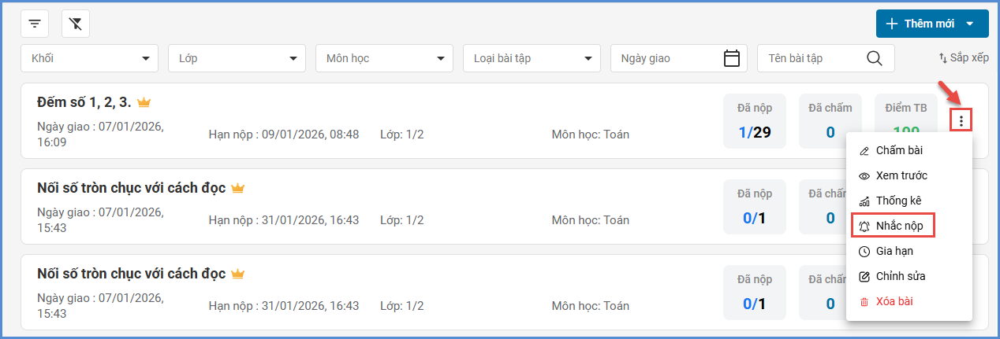 Thêm mới
Khối
Lớp
Môn học
Loại bài tập
Ngày giao
Tên bài tập
Sắp xếp
Đếm số 1, 2, 3.
Ngày giao : 07/01/2026,
16:09
Hạn nộp : 09/01/2026, 08:48
Lớp: 1/2
Môn học: Toán
Đã nộp
1/29
Đã chấm
0
Điểm TB
100
Chấm bài
Xem trước
Thống kê
Nhắc nộp
Gia hạn
Chỉnh sửa
Xóa bài
Nối số tròn chục với cách đọc
Ngày giao : 07/01/2026,
15:43
Hạn nộp : 31/01/2026, 16:43
Lớp: 1/2
Môn học: Toán
Đã nộp
0/1
Đã chấm
0
Nối số tròn chục với cách đọc
Ngày giao : 07/01/2026,
15:43
Hạn nộp : 31/01/2026, 16:43
Lớp: 1/2
Môn học: Toán
Đã nộp
0/1
Đã chấm
0